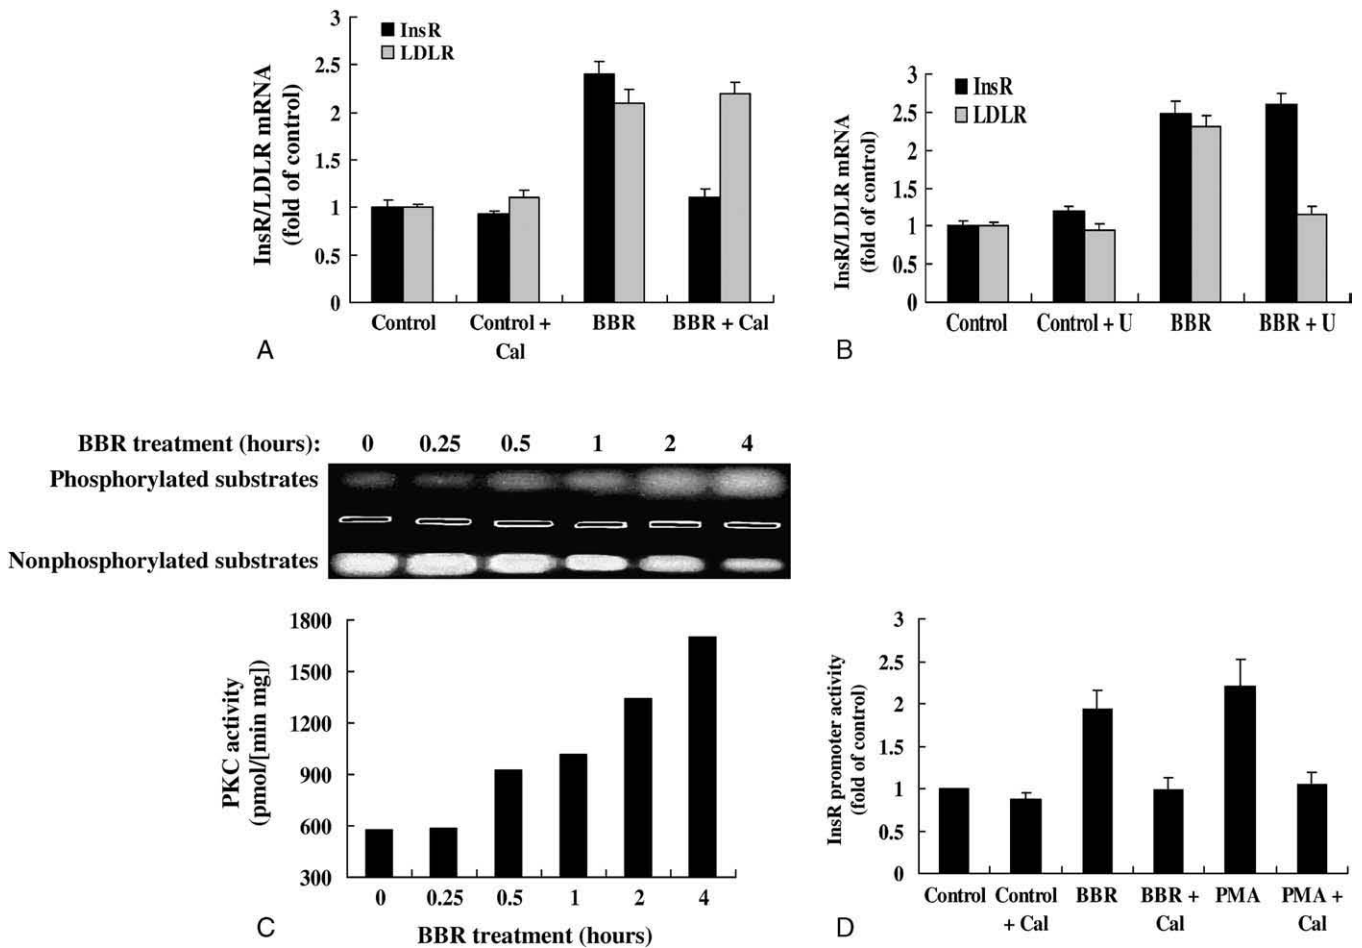 InsR/LDLR mRNA
(fold of control)
3
2.5
2
1.5
1
0.5
0
InsR
LDLR
Control
Control +
Cal
BBR
BBR + Cal
A
InsR/LDLR mRNA
(fold of control)
3
2.5
2
1.5
1
0.5
0
InsR
LDLR
Control
Control + U
BBR
BBR + U
B
BBR treatment (hours): 0 0.25 0.5 1 2 4
Phosphorylated substrates
Nonphosphorylated substrates
PKC activity
(pmol/[min mg])
1800
1500
1200
900
600
300
0 0.25 0.5 1 2 4
BBR treatment (hours)
C
InsR promoter activity
(fold of control)
3
2.5
2
1.5
1
0.5
0
Control
Control
+ Cal
BBR
BBR +
Cal
PMA
PMA +
Cal
D